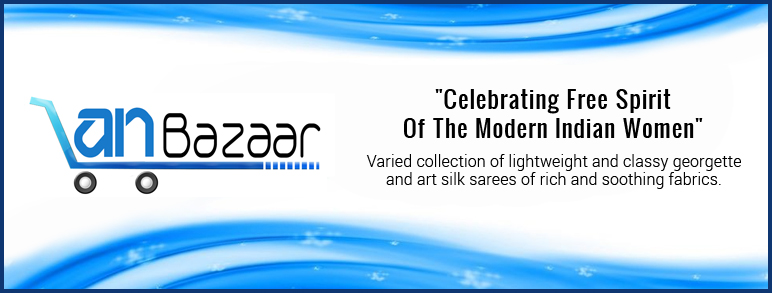 an Bazaar
"Celebrating Free Spirit
Of The Modern Indian Women"
Varied collection of lightweight and classy georgette
and art silk sarees of rich and soothing fabrics.